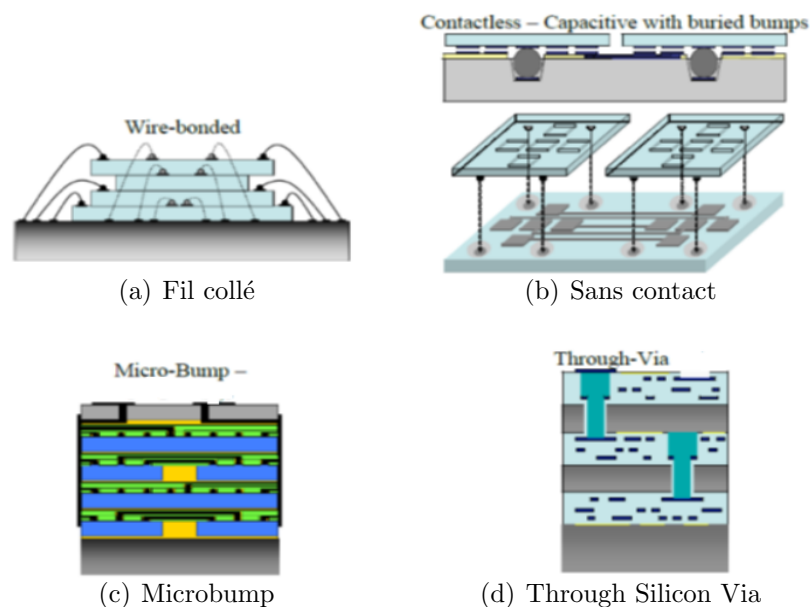 Contactless – Capacitive with buried bumps
Wire-bonded
(a) Fil collé
(b) Sans contact
Micro-Bump –
Through-Via
(c) Microbump
(d) Through Silicon Via